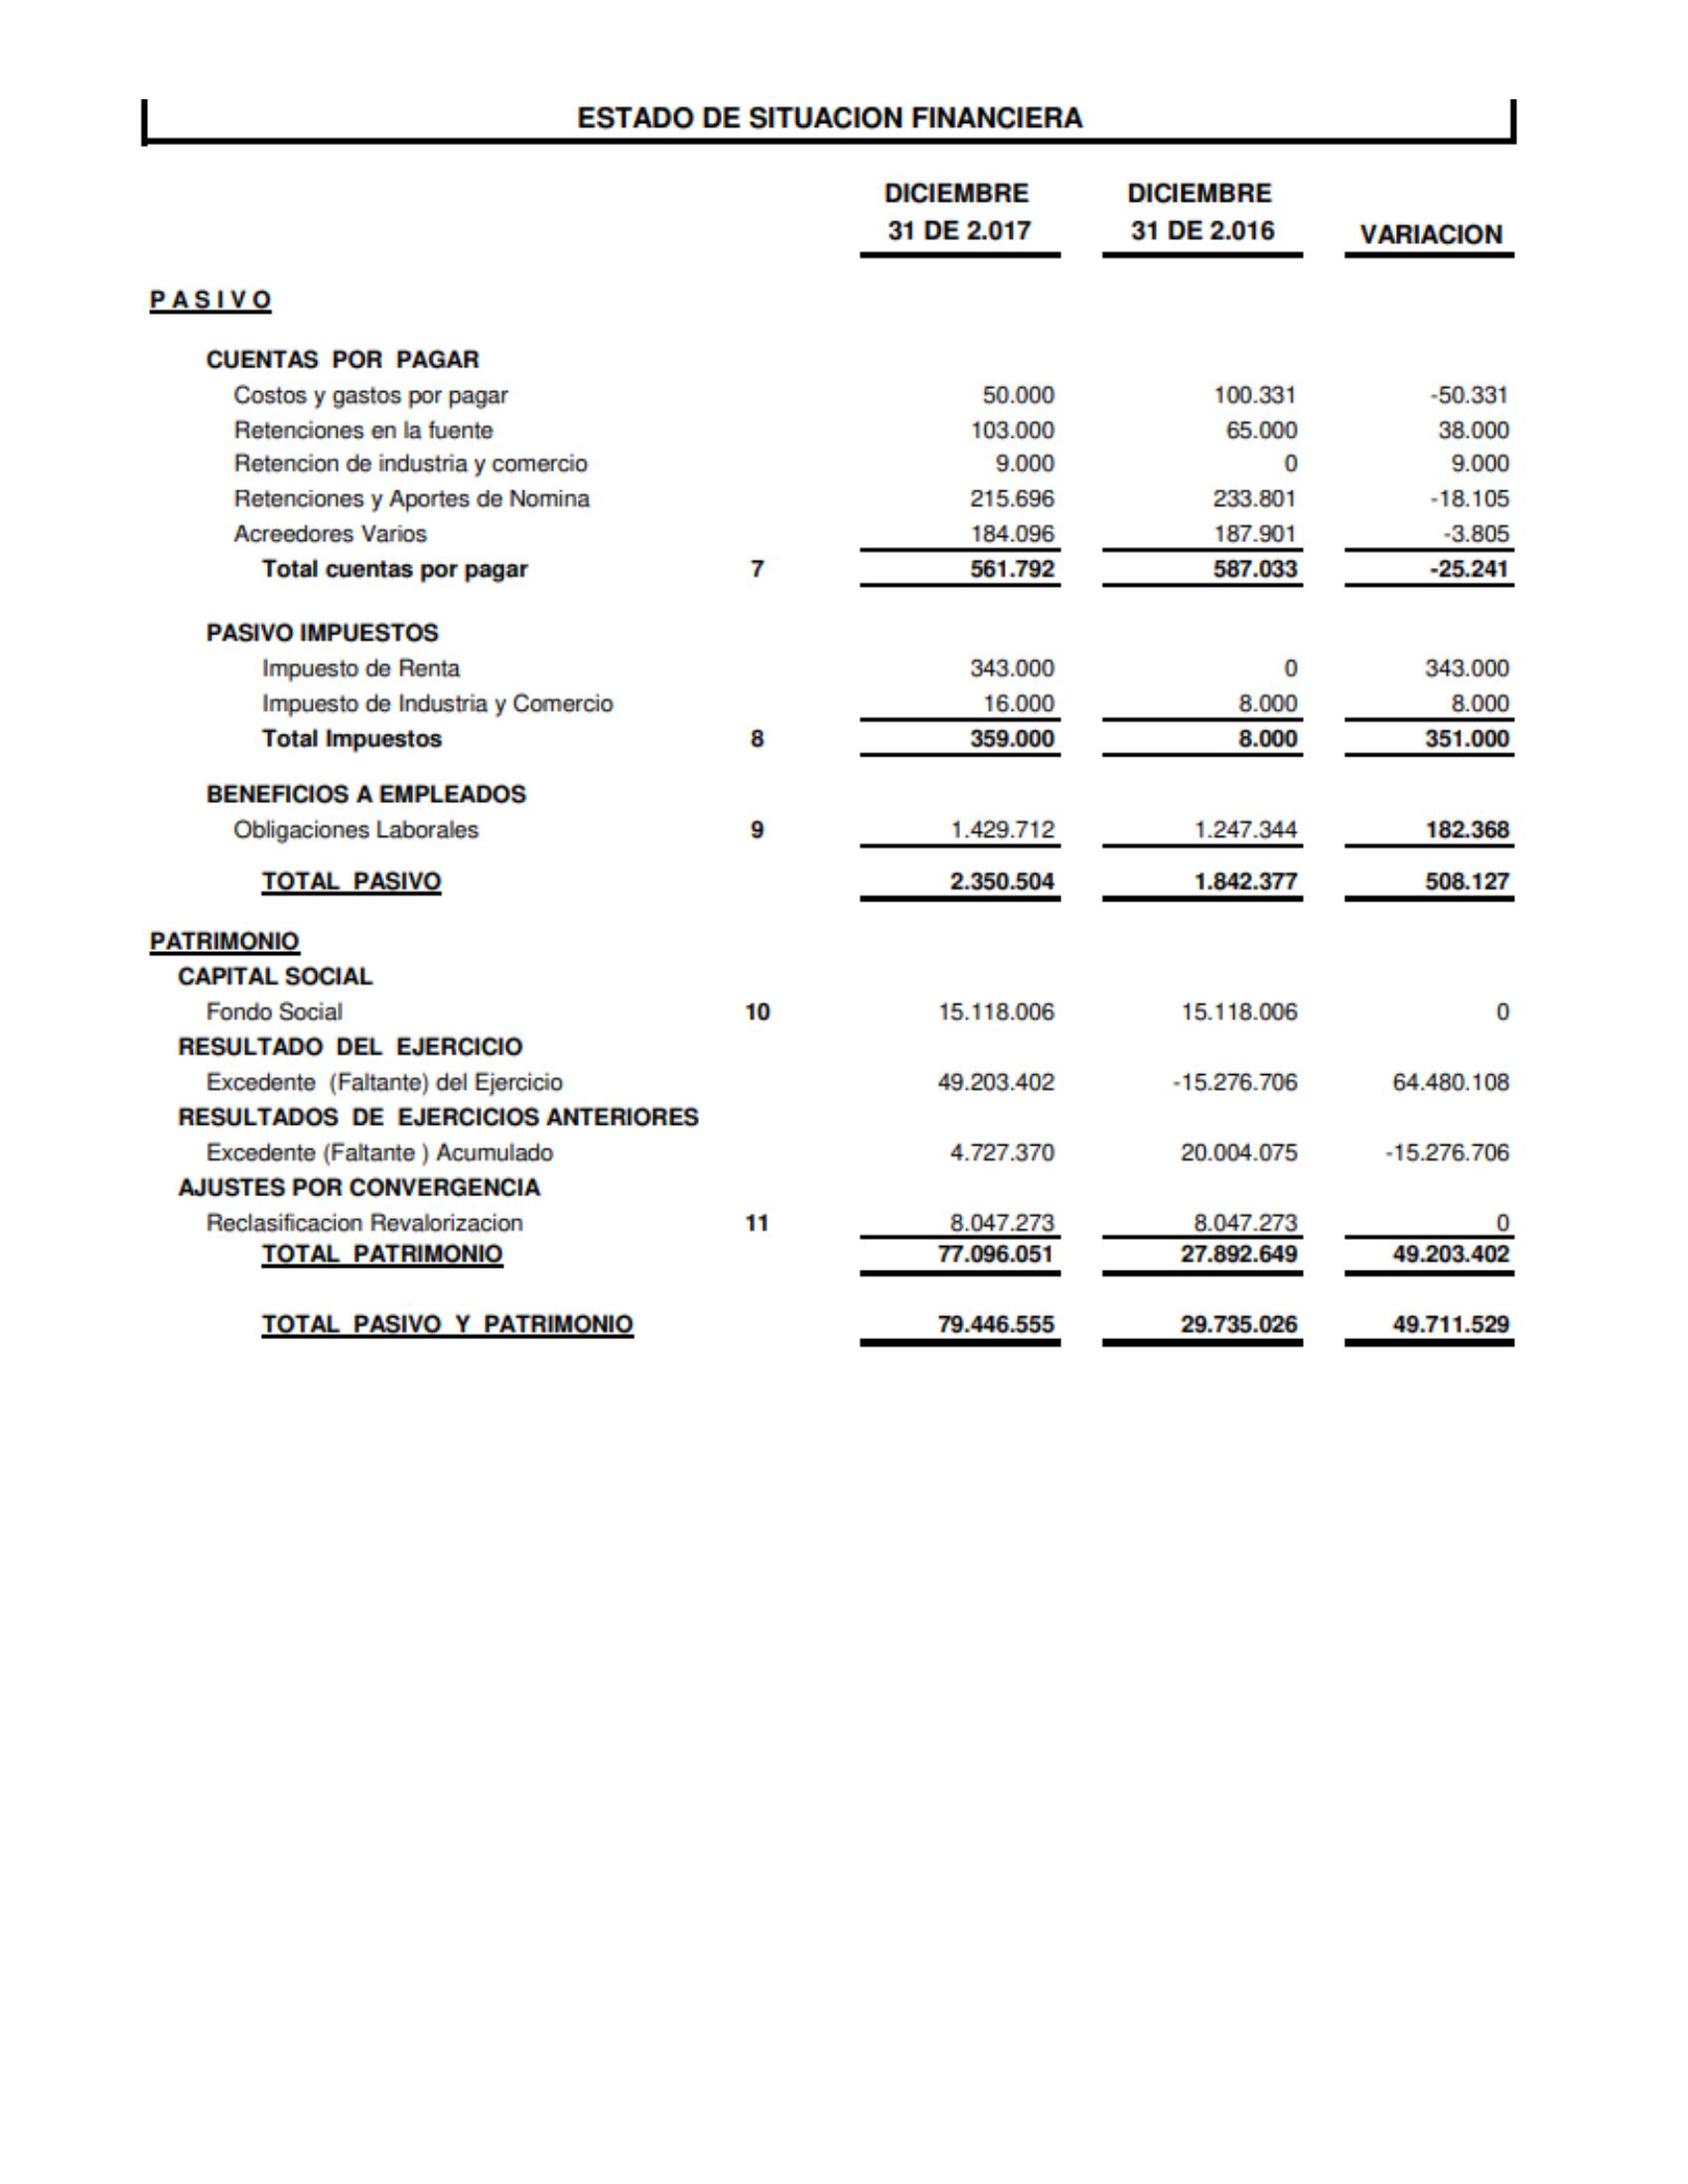 ESTADO DE SITUACION FINANCIERA
DICIEMBRE DICIEMBRE
31 DE 2.017 31 DE 2.016 VARIACION
P A S I V O
CUENTAS POR PAGAR
Costos y gastos por pagar 50.000 100.331 -50.331
Retenciones en la fuente 103.000 65.000 38.000
Retencion de industria y comercio 9.000 0 9.000
Retenciones y Aportes de Nomina 215.696 233.801 -18.105
Acreedores Varios 184.096 187.901 -3.805
Total cuentas por pagar 7 561.792 587.033 -25.241
PASIVO IMPUESTOS
Impuesto de Renta 343.000 0 343.000
Impuesto de Industria y Comercio 16.000 8.000 8.000
Total Impuestos 8 359.000 8.000 351.000
BENEFICIOS A EMPLEADOS
Obligaciones Laborales 9 1.429.712 1.247.344 182.368
TOTAL PASIVO 2.350.504 1.842.377 508.127
PATRIMONIO
CAPITAL SOCIAL
Fondo Social 10 15.118.006 15.118.006 0
RESULTADO DEL EJERCICIO
Excedente (Faltante) del Ejercicio 49.203.402 -15.276.706 64.480.108
RESULTADOS DE EJERCICIOS ANTERIORES
Excedente (Faltante ) Acumulado 4.727.370 20.004.075 -15.276.706
AJUSTES POR CONVERGENCIA
Reclasificacion Revalorizacion 11 8.047.273 8.047.273 0
TOTAL PATRIMONIO 77.096.051 27.892.649 49.203.402
TOTAL PASIVO Y PATRIMONIO 79.446.555 29.735.026 49.711.529